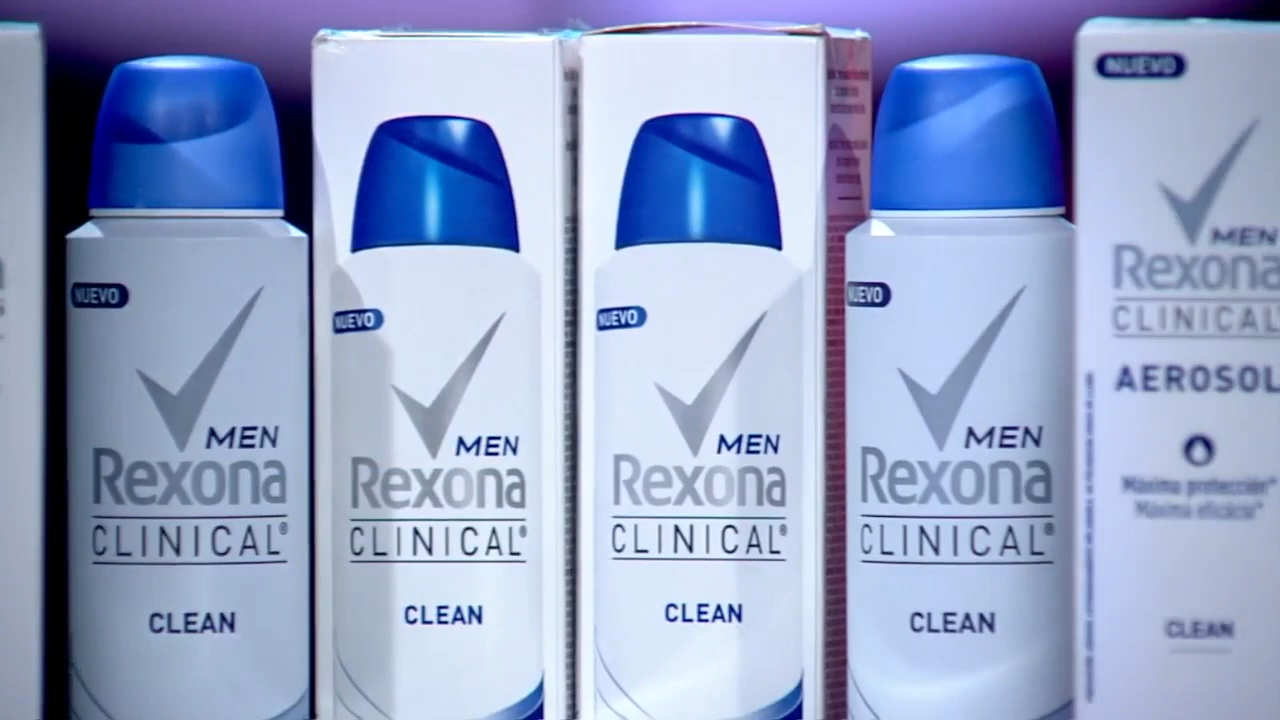 NUEVO
MEN
Rexona
CLINICAL®
CLEAN
NUEVO
MEN
Rexona
CLINICAL®
CLEAN
NUEVO
MEN
Rexona
CLINICAL®
CLEAN
NUEVO
MEN
Rexona
CLINICAL®
CLEAN
NUEVO
MEN
Rexona
CLINICAL
AEROSOL
Máxima protección*
Máxima eficacia*
CLEAN